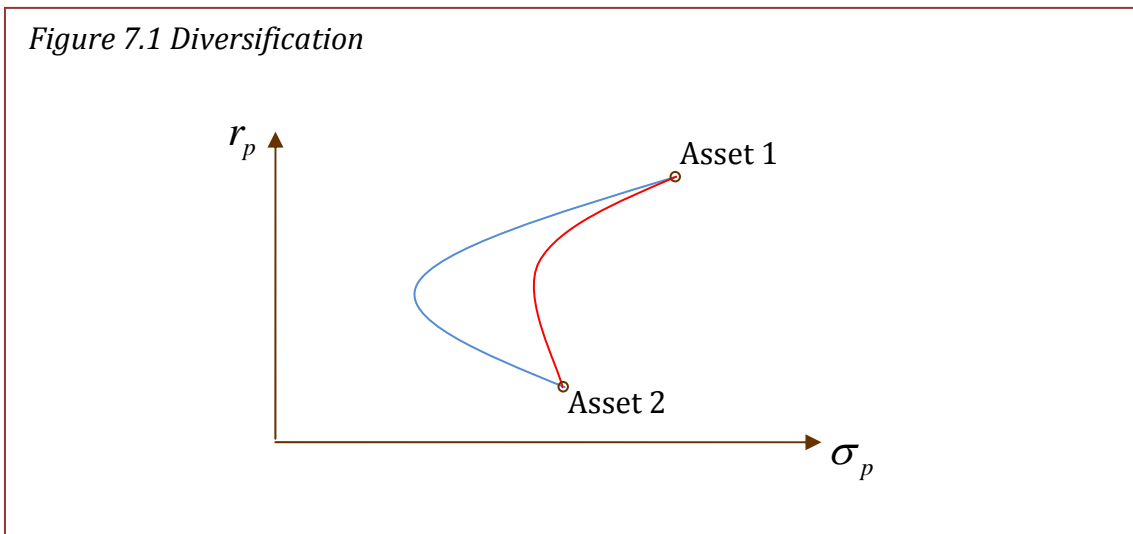 Figure 7.1 Diversification
r_p
Asset 1
Asset 2
σ_p